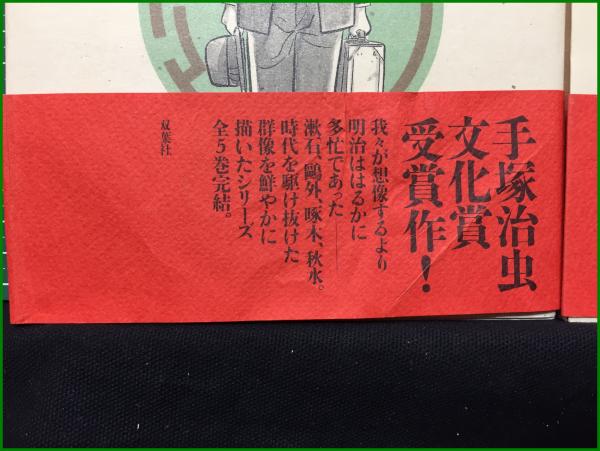 手塚治虫
文化賞
受賞作！
我々が想像するより
明治ははるかに
多忙であった――
漱石、鷗外、啄木、秋水。
時代を駆け抜けた
群像を鮮やかに
描いたシリーズ
全5巻完結。
双葉社